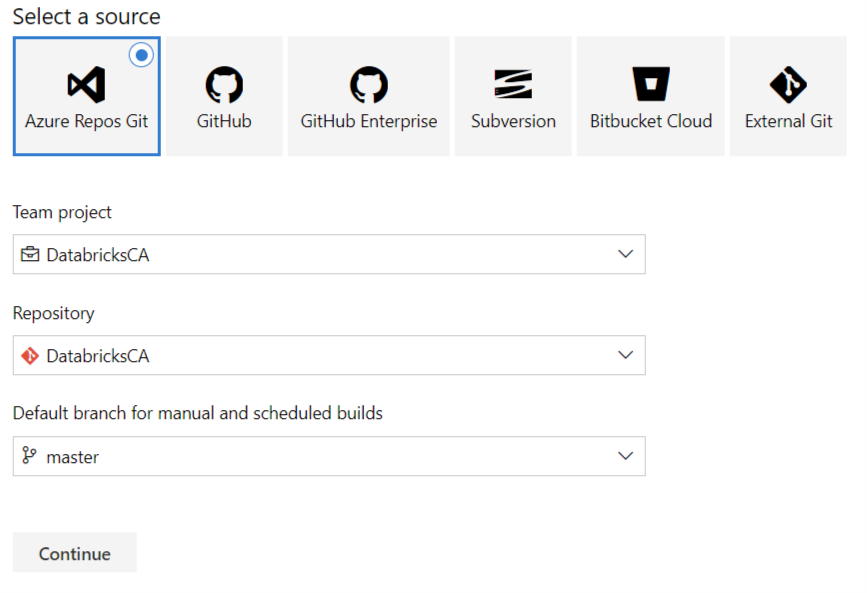 Select a source
Azure Repos Git
GitHub
GitHub Enterprise
Subversion
Bitbucket Cloud
External Git
Team project
DatabricksCA
Repository
DatabricksCA
Default branch for manual and scheduled builds
master
Continue